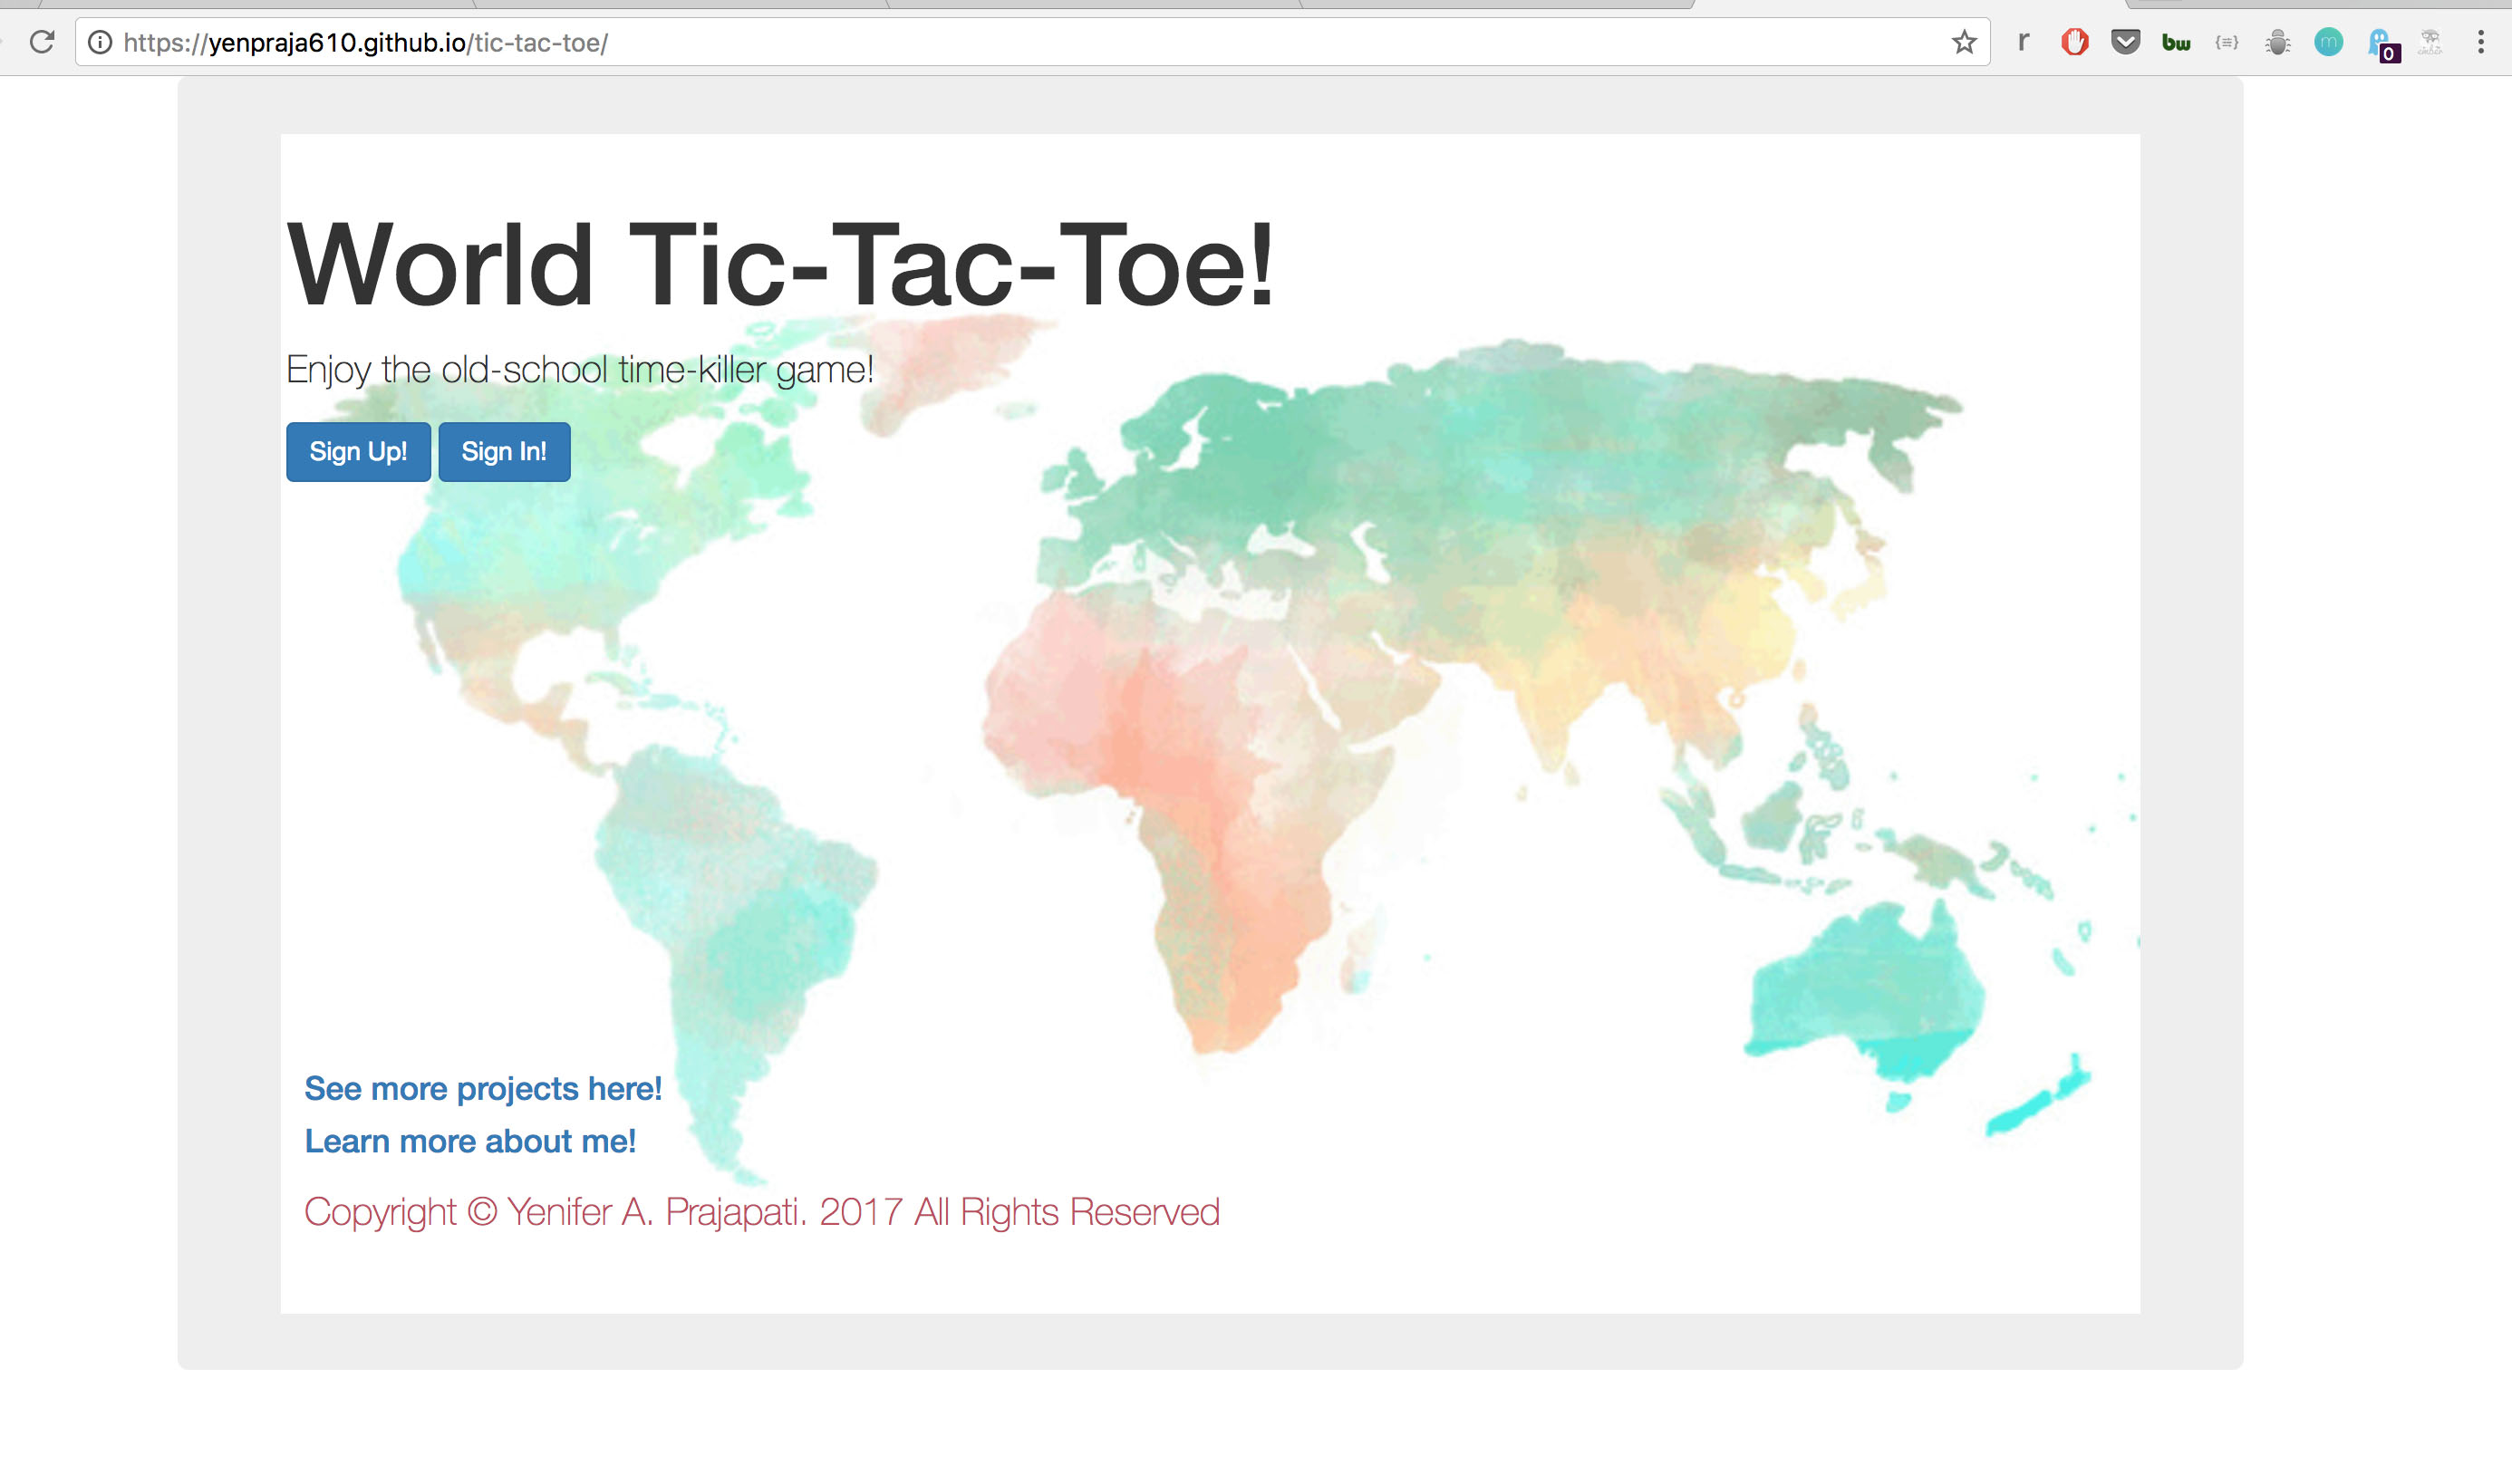 https://yenpraja610.github.io/tic-tac-toe/
r
bw
{≡}
m
0
World Tic-Tac-Toe!
Enjoy the old-school time-killer game!
Sign Up! Sign In!
See more projects here!
Learn more about me!
Copyright © Yenifer A. Prajapati. 2017 All Rights Reserved